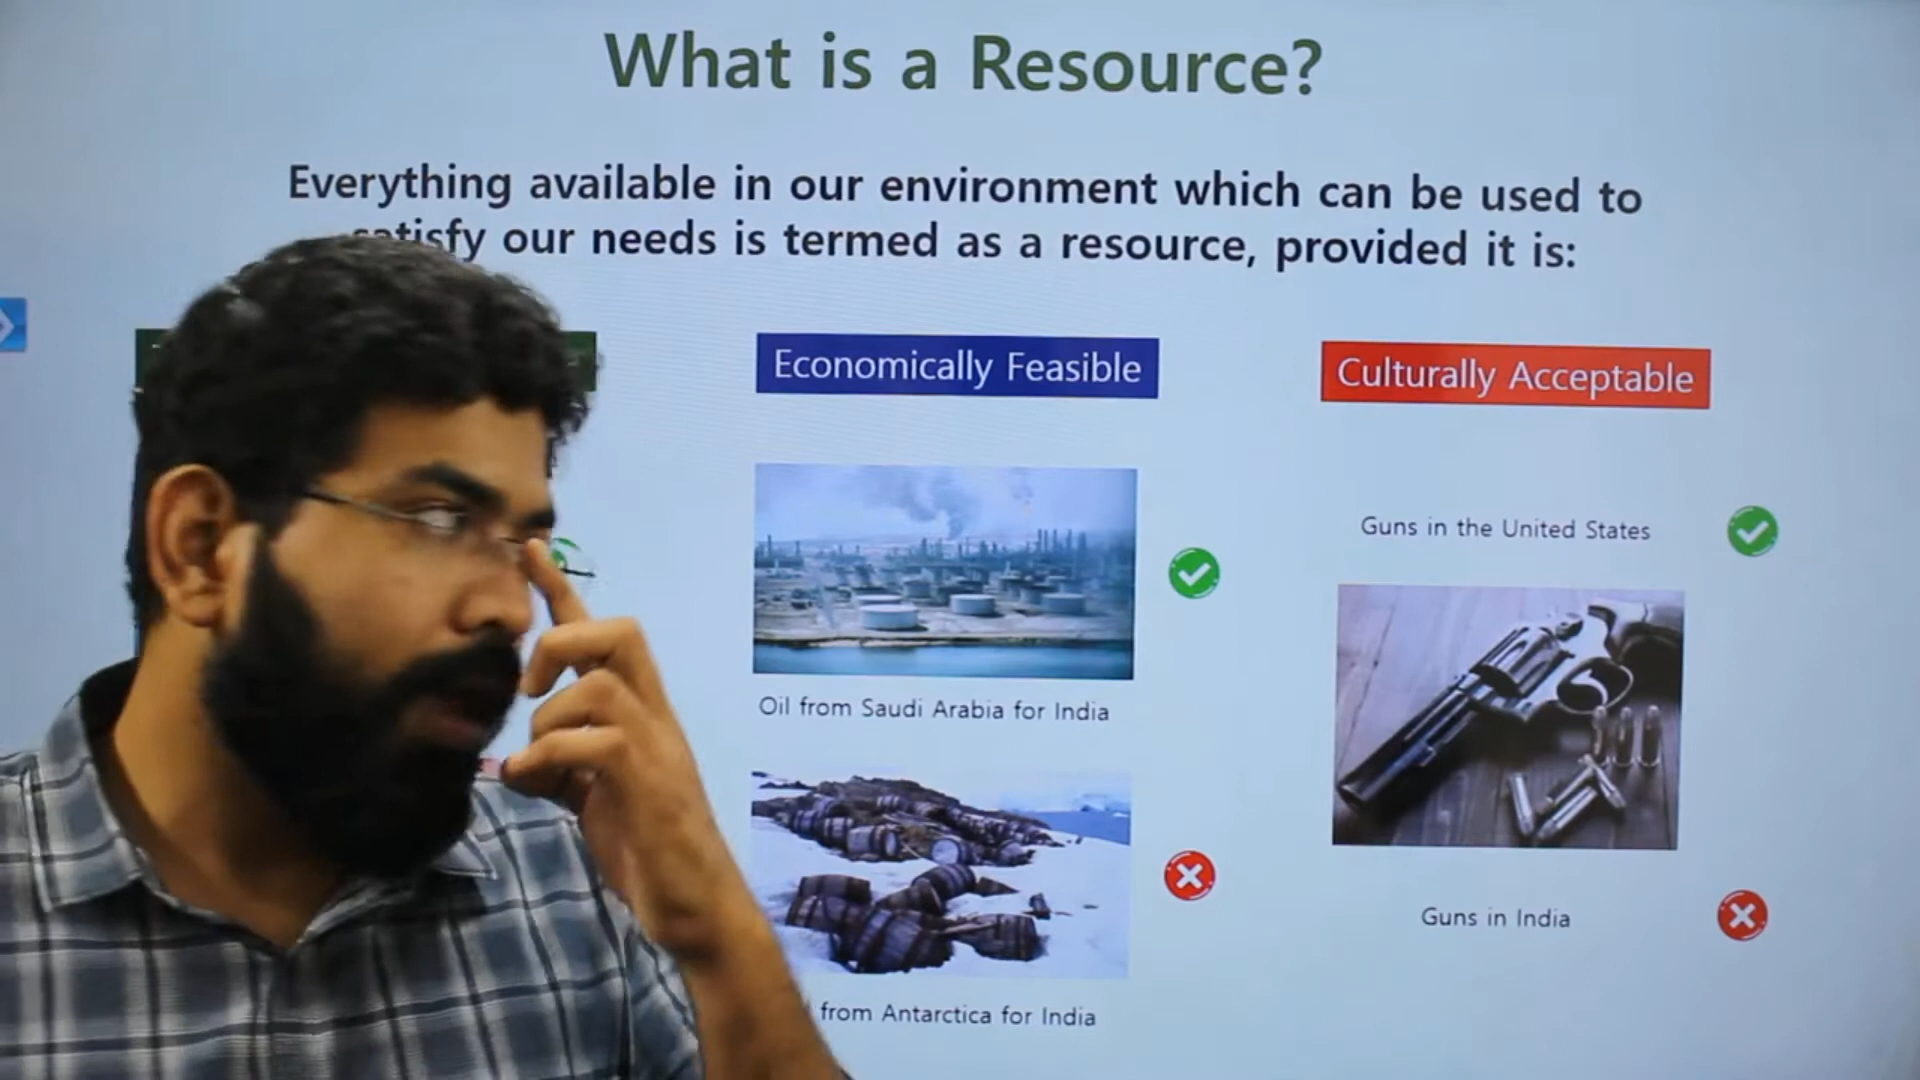 What is a Resource?
Everything available in our environment which can be used to
satisfy our needs is termed as a resource, provided it is:
Economically Feasible
Culturally Acceptable
Guns in the United States
Oil from Saudi Arabia for India
Guns in India
from Antarctica for India